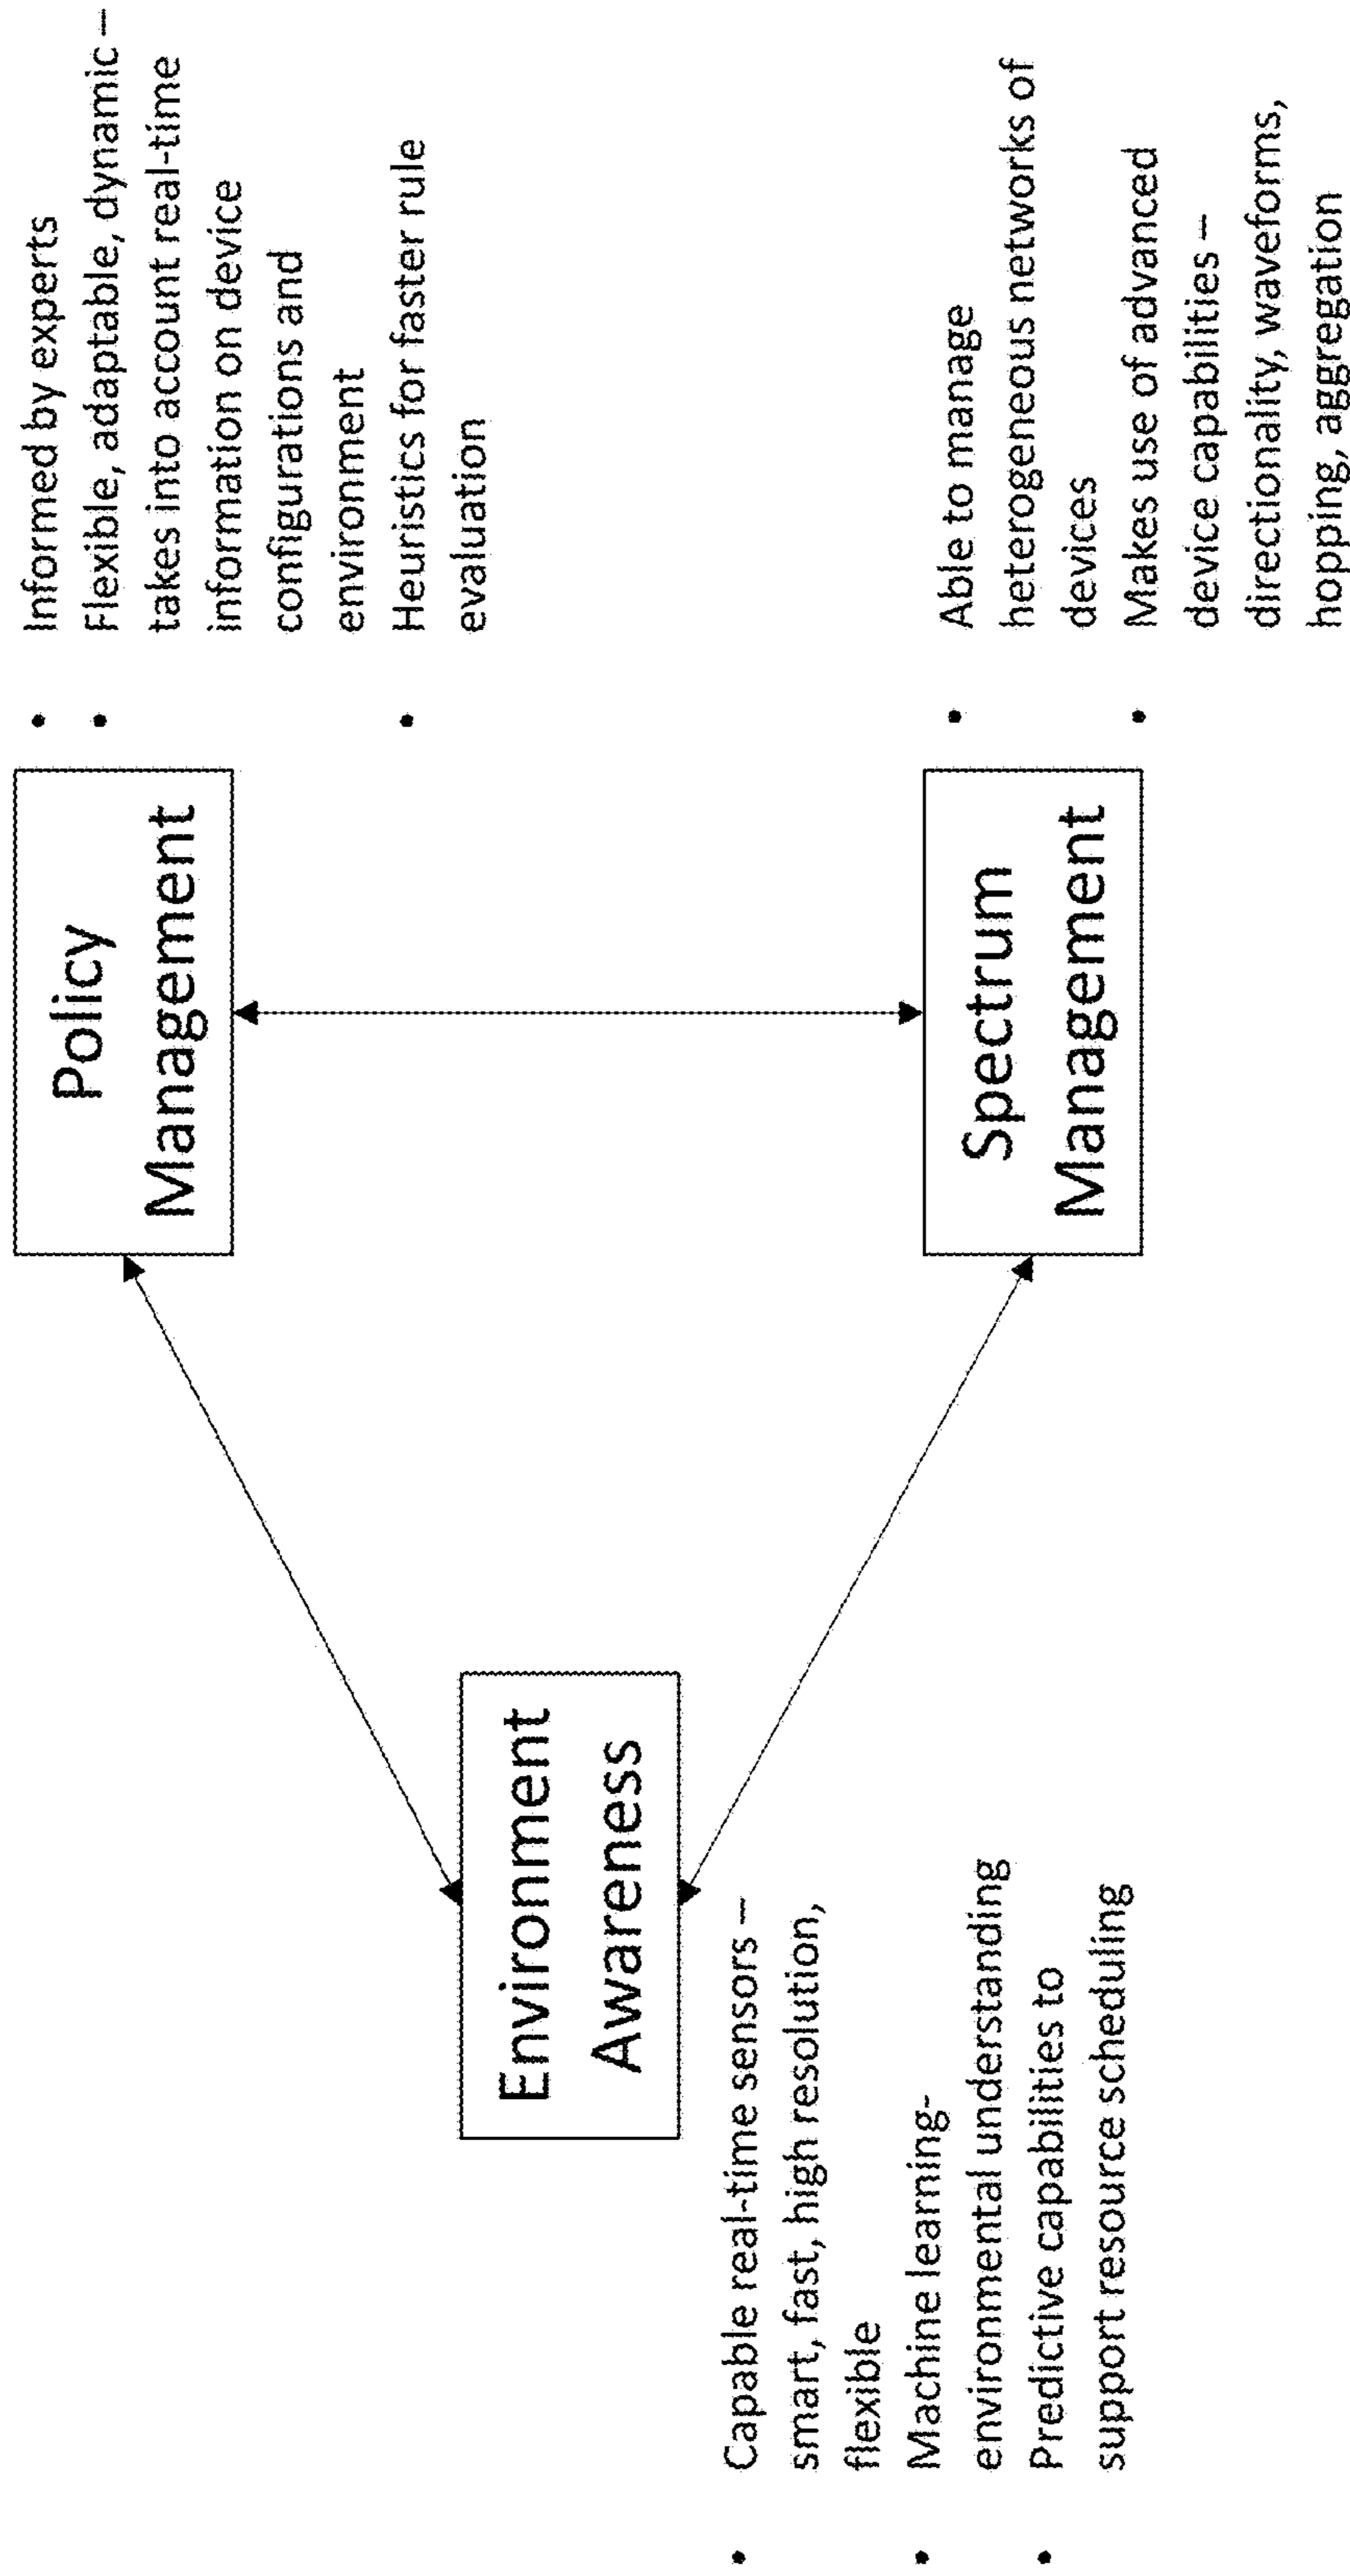 Policy
Management
• Informed by experts
• Flexible, adaptable, dynamic –
takes into account real-time
information on device
configurations and
environment
• Heuristics for faster rule
evaluation
Environment
Awareness
• Capable real-time sensors –
smart, fast, high resolution,
flexible
• Machine learning-
environmental understanding
• Predictive capabilities to
support resource scheduling
Spectrum
Management
• Able to manage
heterogeneous networks of
devices
• Makes use of advanced
device capabilities –
directionality, waveforms,
hopping, aggregation